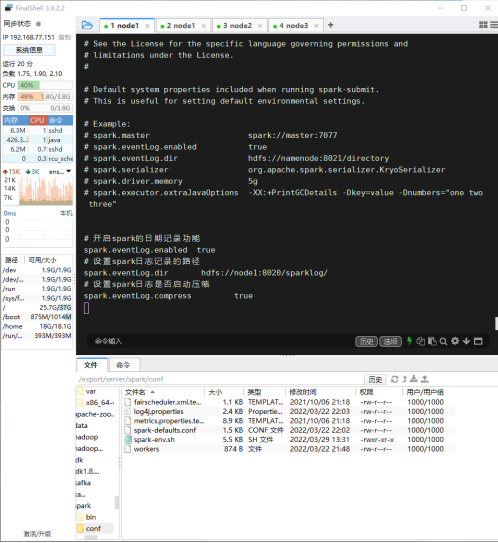 FinalShell 3.9.2.2
同步状态
1 node1
2 node1
3 node2
4 node3
IP 192.168.77.151 复制
系统信息
运行 20 分
负载 1.75, 1.90, 2.10
CPU 40%
内存 48% 1.8G/3.8G
交换 0% 0/3.9G
内存 CPU 命令
6.3M 1 sshd
426.3... 1 java
6.2M 0.7 sshd
0 0.3 rcu_sche
15K 3K ens...
21K
14K
7K
0ms 本机
0
0
0
路径 可用/大小
/dev 1.9G/1.9G
/dev/... 1.9G/1.9G
/run 1.9G/1.9G
/sys/f... 1.9G/1.9G
/ 25.7G/37G
/boot 875M/1014M
/home 18G/18.1G
/run/... 393M/393M
激活/升级
# See the License for the specific language governing permissions and
# limitations under the License.
#
# Default system properties included when running spark-submit.
# This is useful for setting default environmental settings.
# Example:
# spark.master spark://master:7077
# spark.eventLog.enabled true
# spark.eventLog.dir hdfs://namenode:8021/directory
# spark.serializer org.apache.spark.serializer.KryoSerializer
# spark.driver.memory 5g
# spark.executor.extraJavaOptions -XX:+PrintGCDetails -Dkey=value -Dnumbers="one two
three"
# 开启spark的日期记录功能
spark.eventLog.enabled true
# 设置spark日志记录的路径
spark.eventLog.dir hdfs://node1:8020/sparklog/
# 设置spark日志是否启动压缩
spark.eventLog.compress true
命令输入
历史 选项
文件 命令
/export/server/spark/conf
历史
var
x86_64-
apache-zoo...
data
hadoop
hadoop...
jdk
jdk1.8....
kafka
ka...
spark
bin
conf
文件名 大小 类型 修改时间 权限 用户/用户组
fairscheduler.xml.te... 1.1 KB TEMPLAT... 2021/10/06 21:18 -rw-r--r-- 1000/1000
log4j.properties 2.4 KB Propertie... 2022/03/22 22:03 -rw-r--r-- 1000/1000
metrics.properties.te... 8.9 KB TEMPLAT... 2021/10/06 21:18 -rw-r--r-- 1000/1000
spark-defaults.conf 1.5 KB CONF 文件 2022/03/22 22:02 -rw-r--r-- 1000/1000
spark-env.sh 5.5 KB SH 文件 2022/03/29 13:31 -rwxr-xr-x 1000/1000
workers 874 B 文件 2022/03/22 21:48 -rw-r--r-- 1000/1000